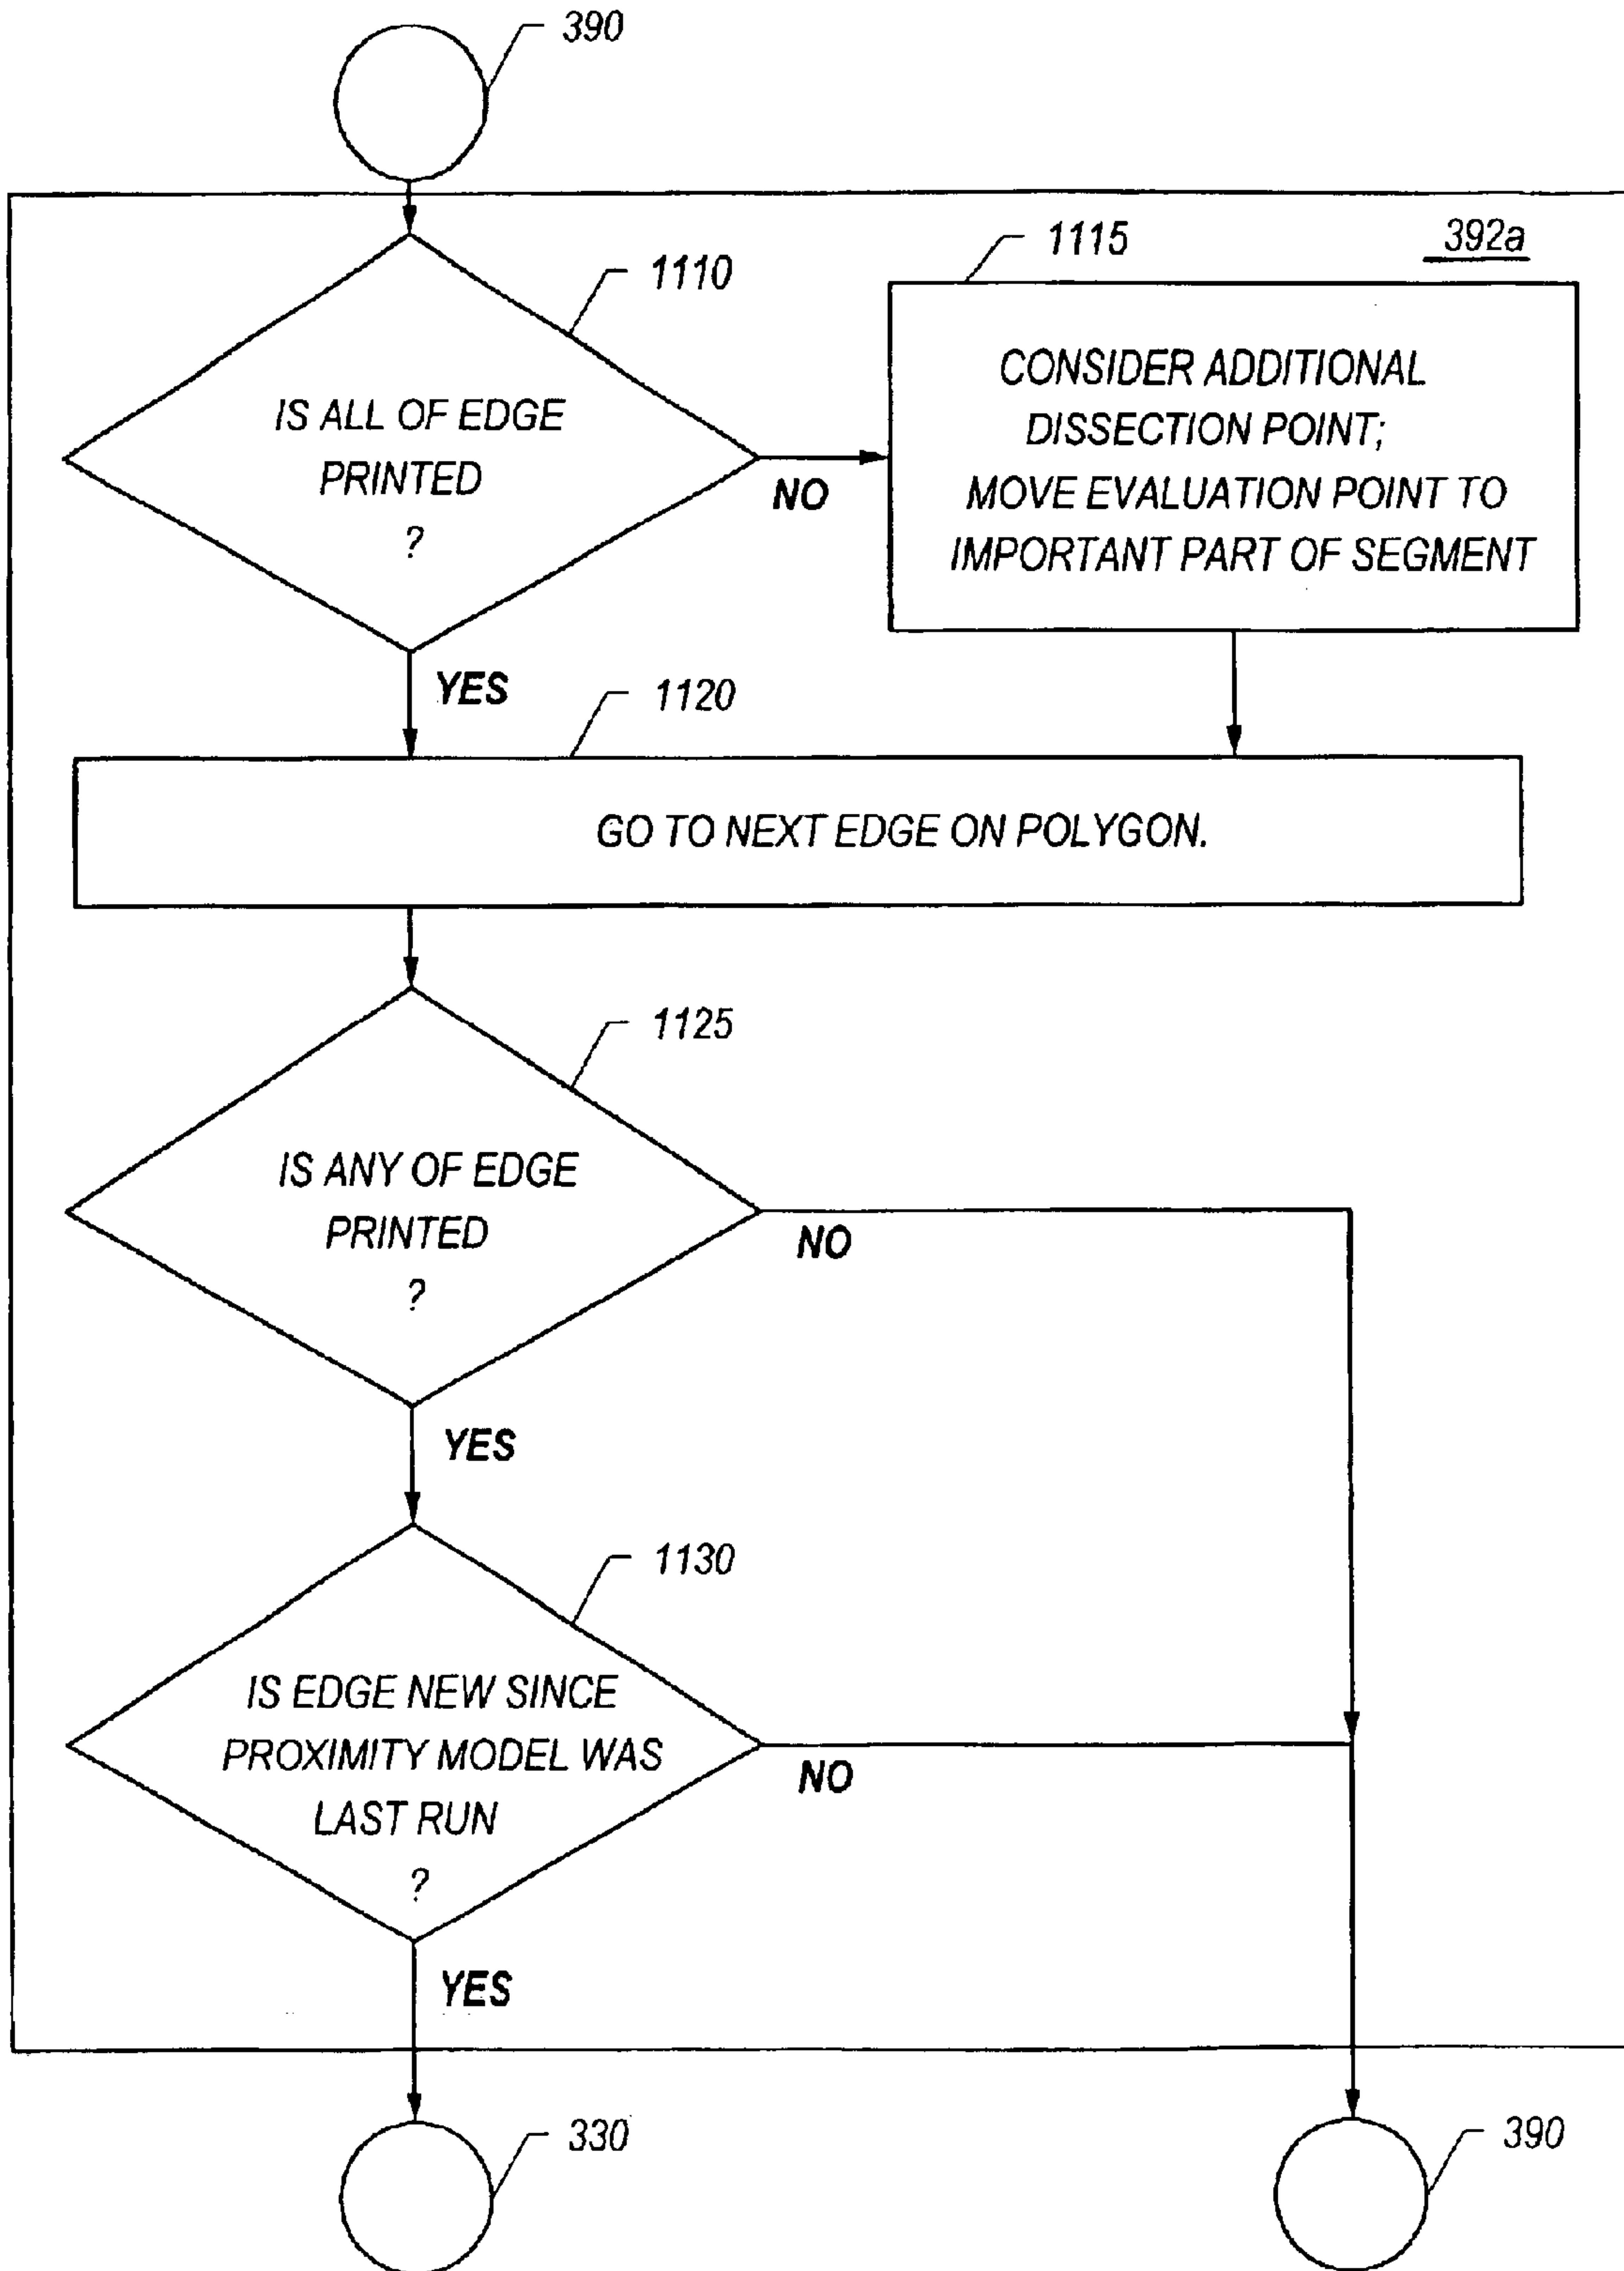 390
1115
392a
1110
CONSIDER ADDITIONAL
DISSECTION POINT;
MOVE EVALUATION POINT TO
IMPORTANT PART OF SEGMENT
IS ALL OF EDGE
PRINTED
?
NO
YES
1120
GO TO NEXT EDGE ON POLYGON.
1125
IS ANY OF EDGE
PRINTED
?
NO
YES
1130
IS EDGE NEW SINCE
PROXIMITY MODEL WAS
LAST RUN
?
NO
YES
330
390